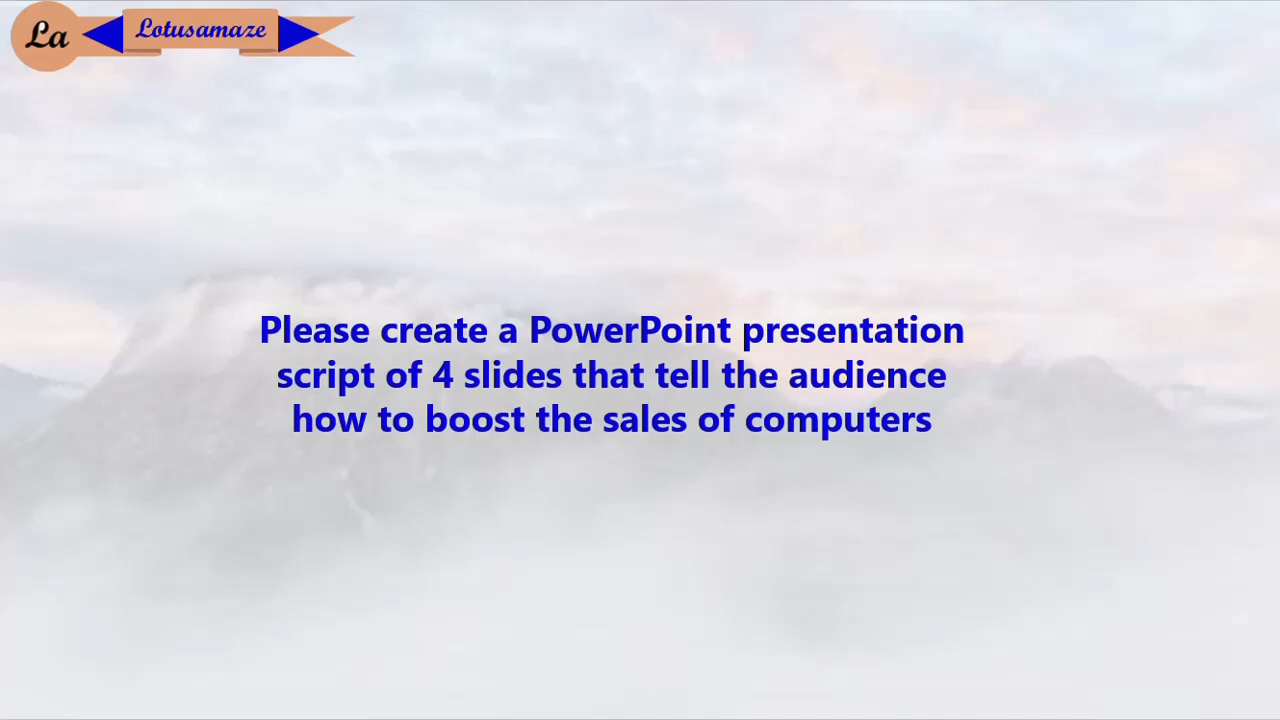 La
Lotusamaze
Please create a PowerPoint presentation
script of 4 slides that tell the audience
how to boost the sales of computers